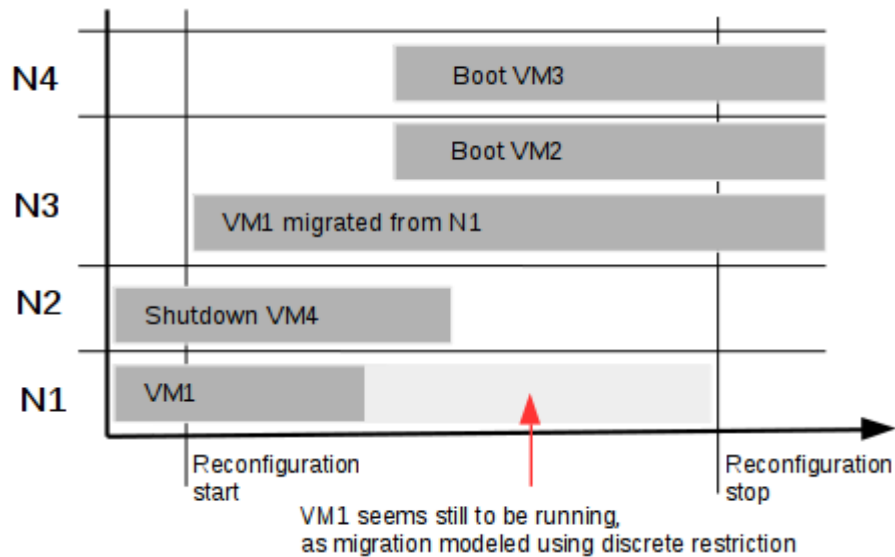 N4
Boot VM3
Boot VM2
N3
VM1 migrated from N1
N2
Shutdown VM4
N1
VM1
Reconfiguration
start
Reconfiguration
stop
VM1 seems still to be running,
as migration modeled using discrete restriction